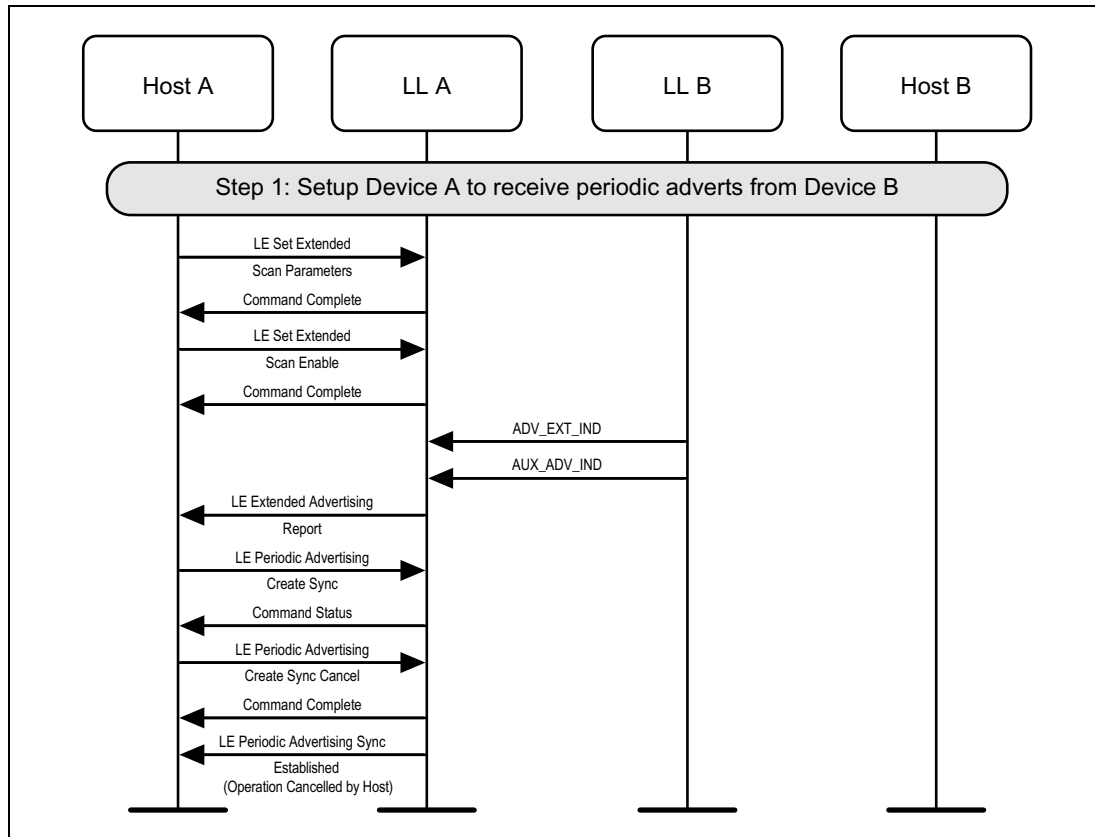 Host A
LL A
LL B
Host B
Step 1: Setup Device A to receive periodic adverts from Device B
LE Set Extended
Scan Parameters
Command Complete
LE Set Extended
Scan Enable
Command Complete
ADV_EXT_IND
AUX_ADV_IND
LE Extended Advertising
Report
LE Periodic Advertising
Create Sync
Command Status
LE Periodic Advertising
Create Sync Cancel
Command Complete
LE Periodic Advertising Sync
Established
(Operation Cancelled by Host)